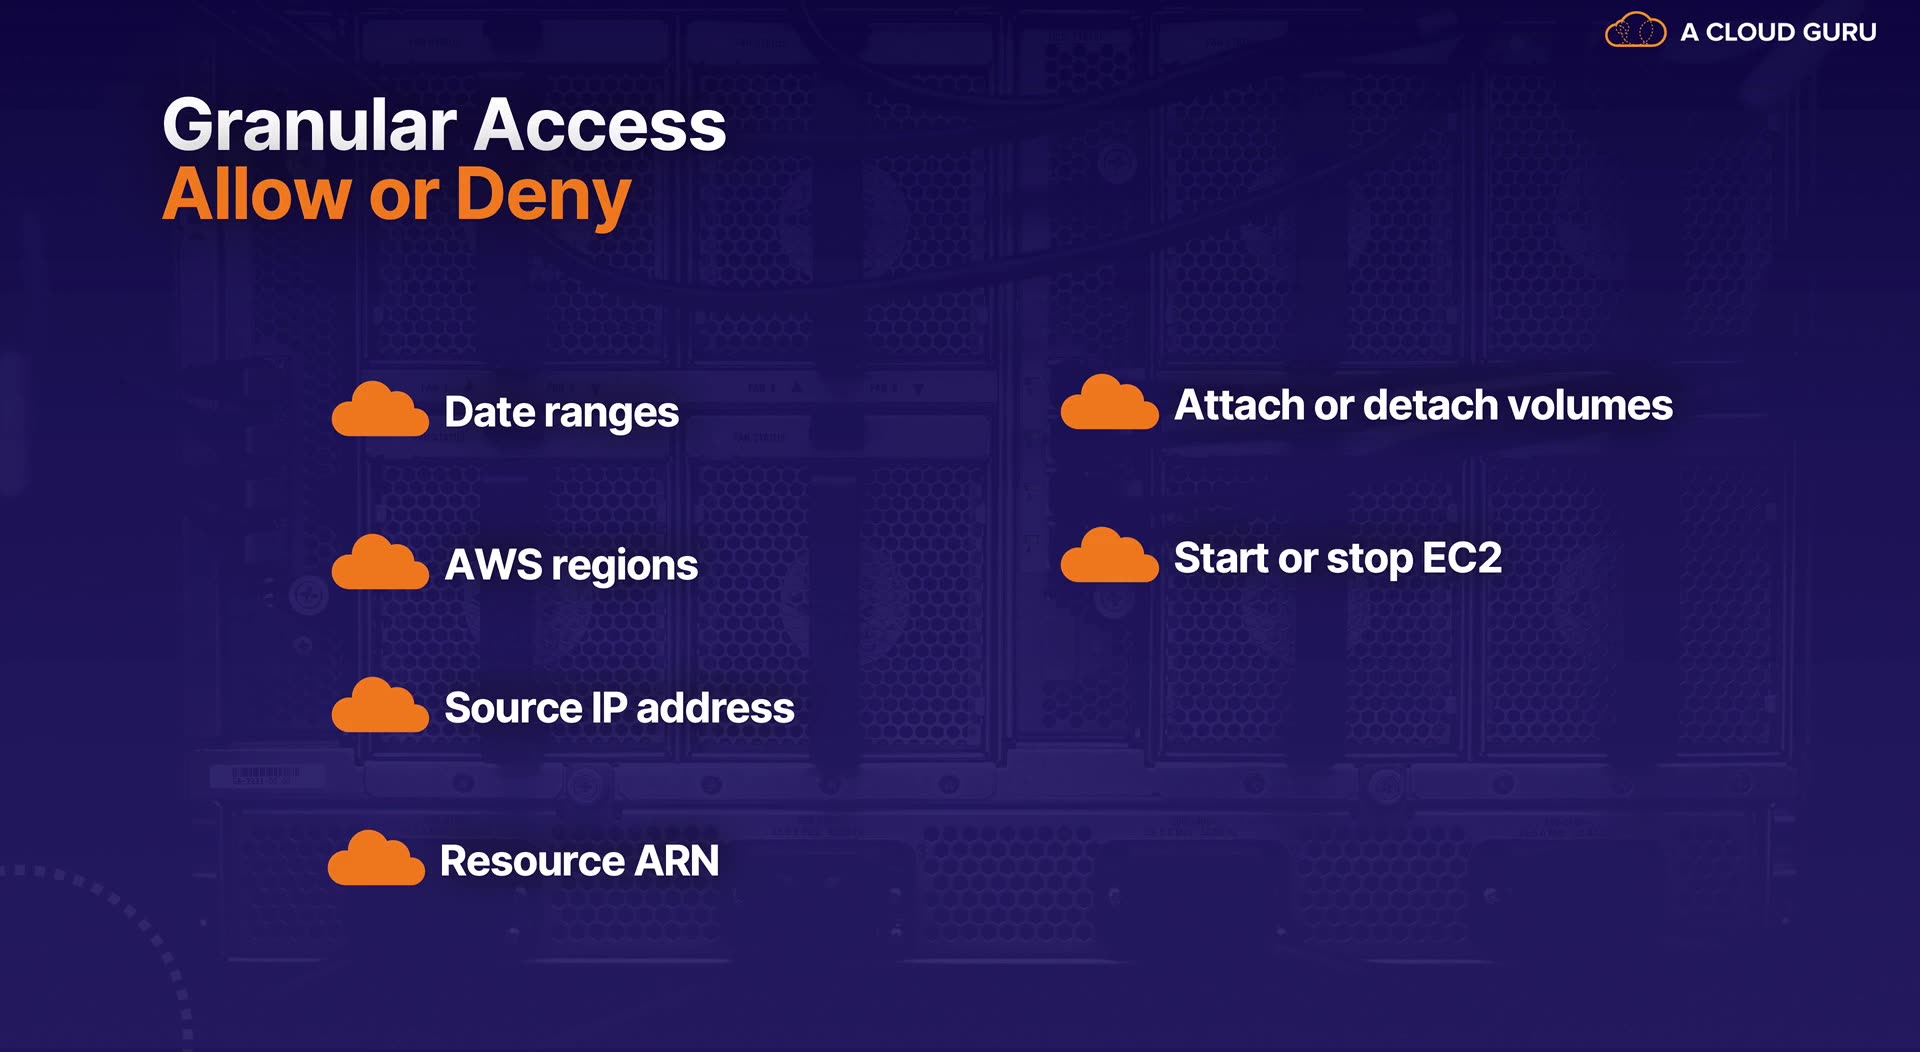 A CLOUD GURU
Granular Access
Allow or Deny
Date ranges
AWS regions
Source IP address
Resource ARN
Attach or detach volumes
Start or stop EC2